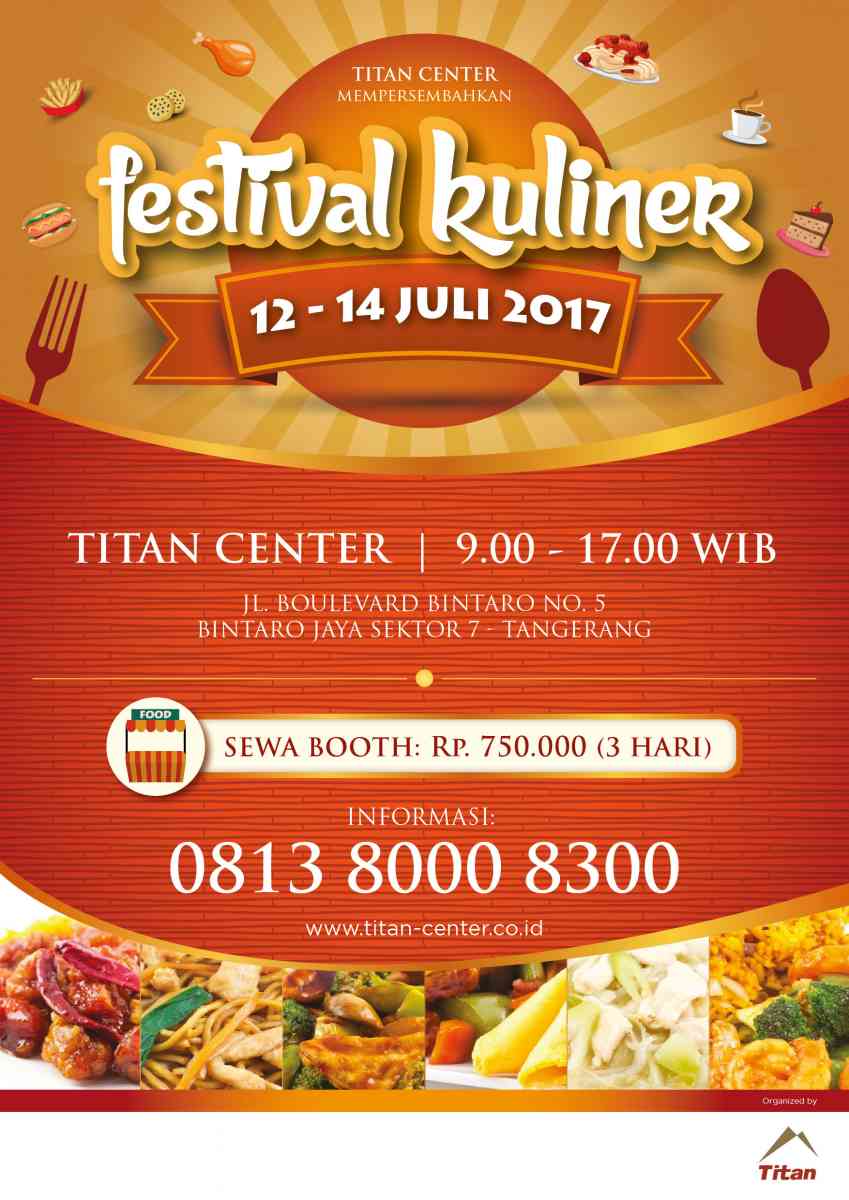 TITAN CENTER
MEMPERSEMBAHKAN
festival kuliner
12 - 14 JULI 2017
TITAN CENTER | 9.00 - 17.00 WIB
JL. BOULEVARD BINTARO NO. 5
BINTARO JAYA SEKTOR 7 - TANGERANG
FOOD
SEWA BOOTH: RP. 750.000 (3 HARI)
INFORMASI:
0813 8000 8300
www.titan-center.co.id
Organized by
Titan